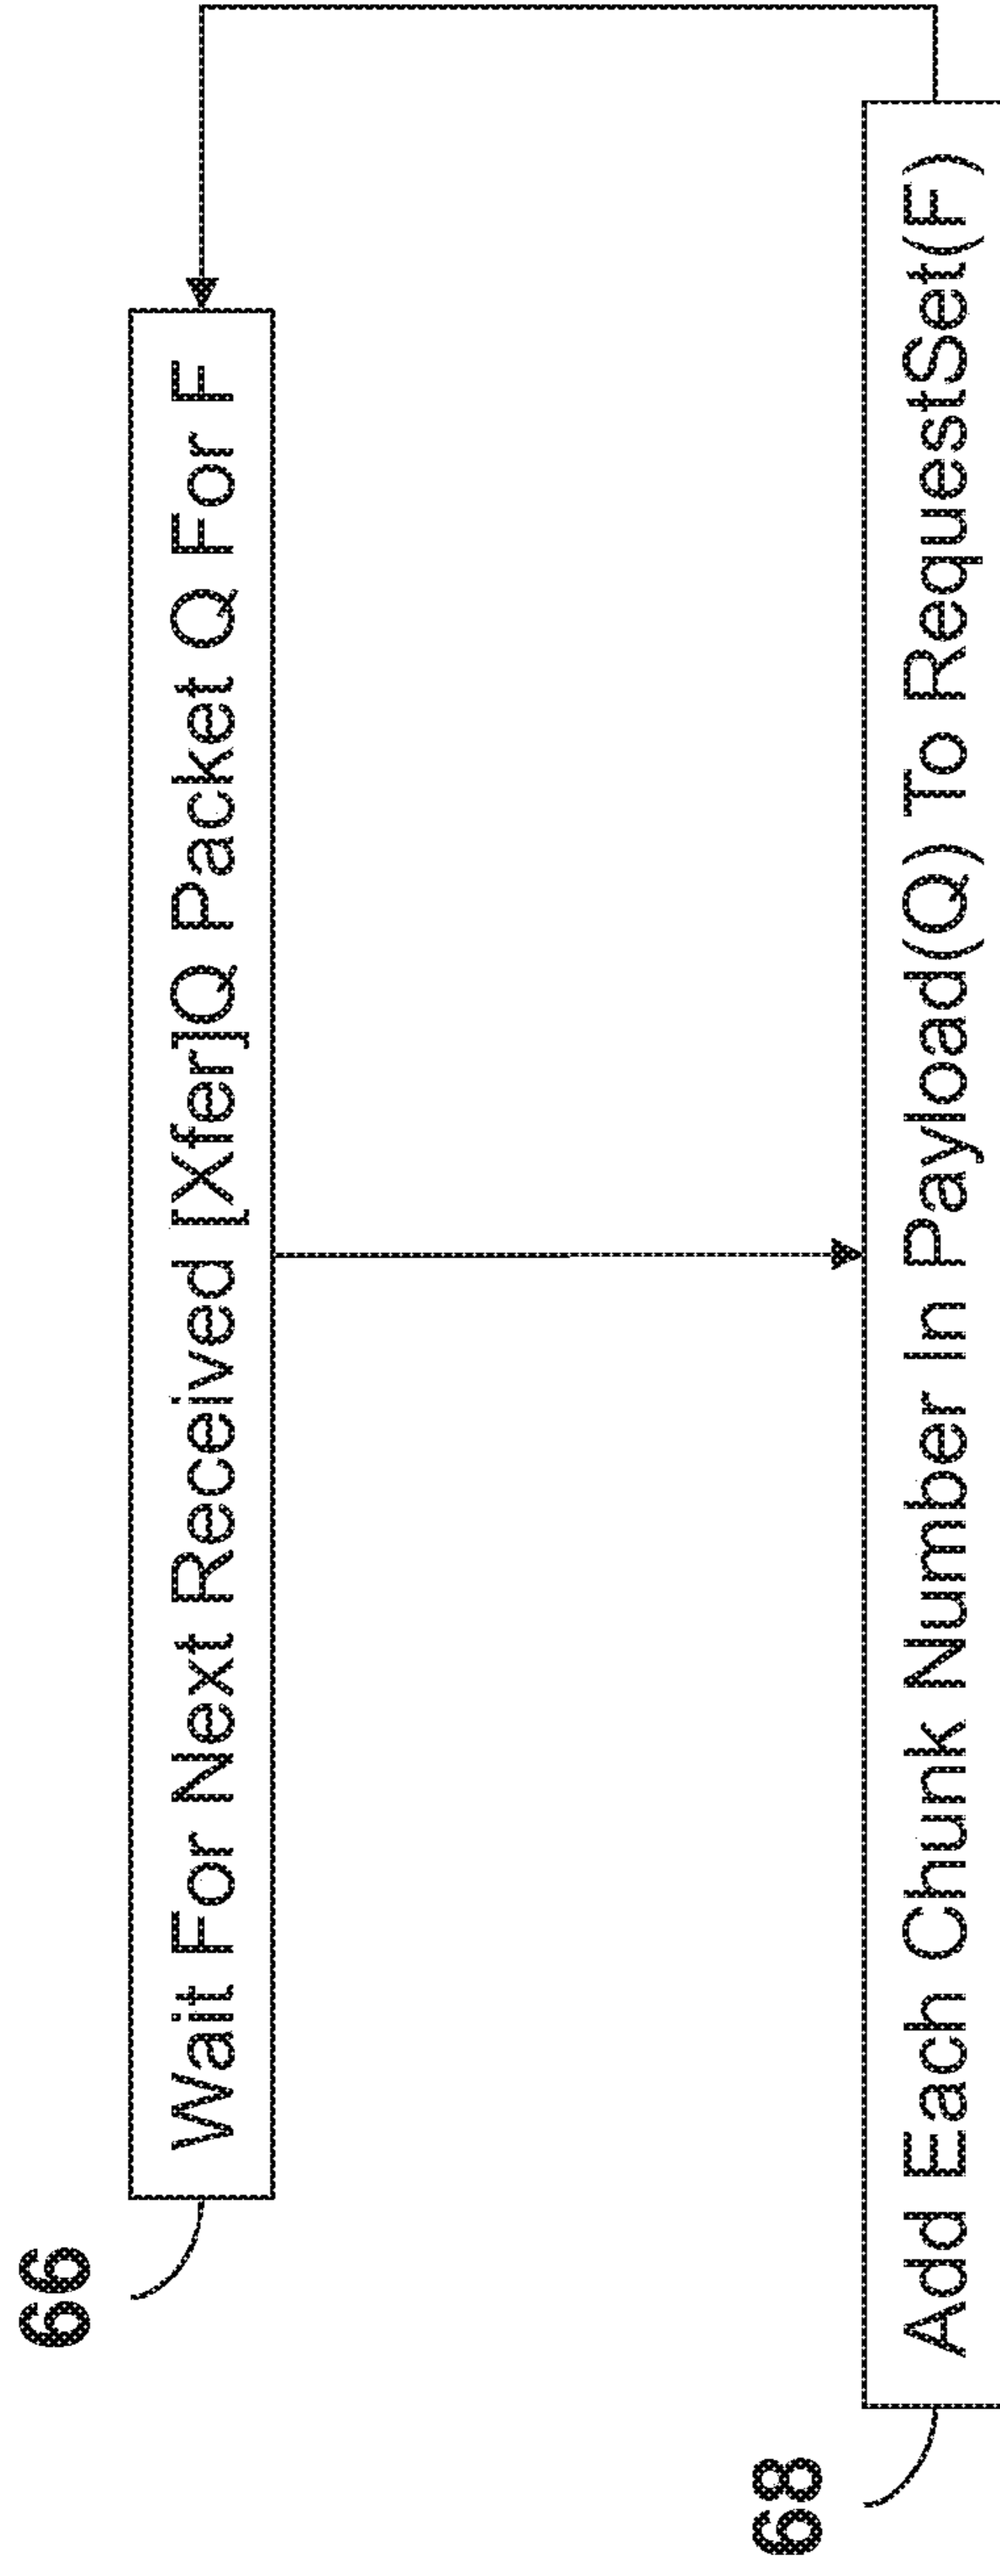 66
Wait For Next Received [Xfer]Q Packet Q For F
68
Add Each Chunk Number In Payload(Q) To RequestSet(F)